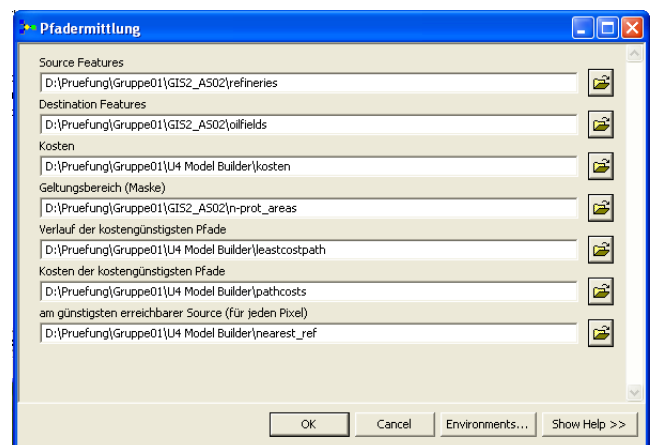 Pfadermittlung
Source Features
D:\Pruefung\Gruppe01\GIS2_AS02\refineries
Destination Features
D:\Pruefung\Gruppe01\GIS2_AS02\oilfields
Kosten
D:\Pruefung\Gruppe01\U4 Model Builder\kosten
Geltungsbereich (Maske)
D:\Pruefung\Gruppe01\GIS2_AS02\n-prot_areas
Verlauf der kostengünstigsten Pfade
D:\Pruefung\Gruppe01\U4 Model Builder\leastcostpath
Kosten der kostengünstigsten Pfade
D:\Pruefung\Gruppe01\U4 Model Builder\pathcosts
am günstigsten erreichbarer Source (für jeden Pixel)
D:\Pruefung\Gruppe01\U4 Model Builder\nearest_ref
OK Cancel Environments... Show Help >>